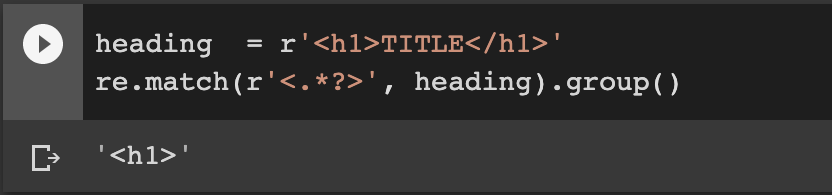 heading  = r'<h1>TITLE</h1>'
re.match(r'<.*?>', heading).group()
'<h1>'